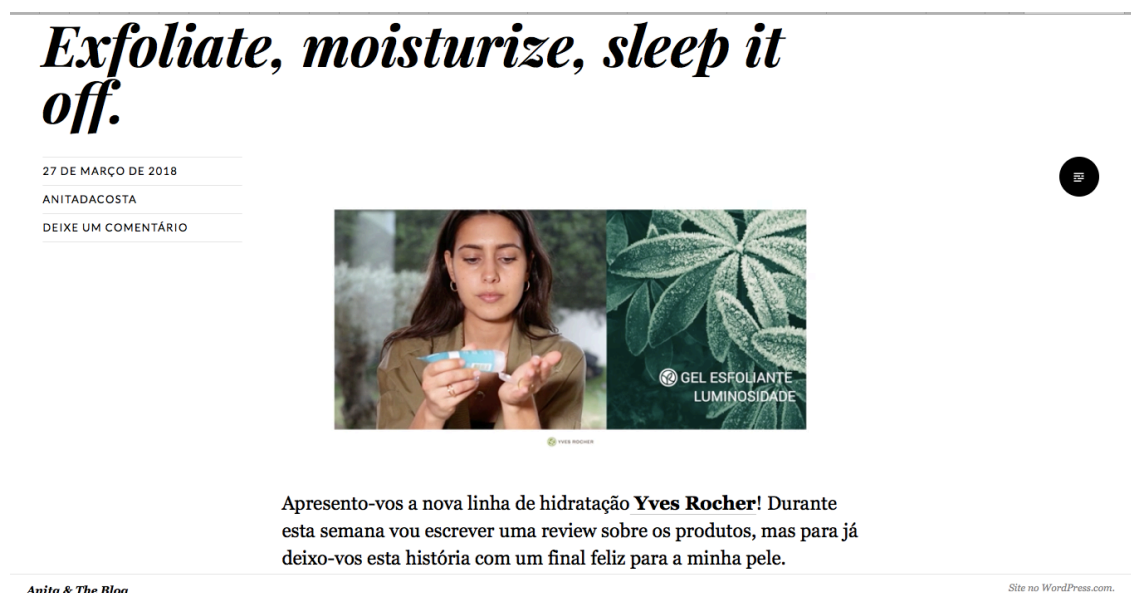 Exfoliate, moisturize, sleep it
off.
27 DE MARÇO DE 2018
ANITADACOSTA
DEIXE UM COMENTÁRIO
GEL ESFOLIANTE
LUMINOSIDADE
YVES ROCHER
Apresento-vos a nova linha de hidratação Yves Rocher! Durante
esta semana vou escrever uma review sobre os produtos, mas para já
deixo-vos esta história com um final feliz para a minha pele.
Anita & The Blog
Site no WordPress.com.